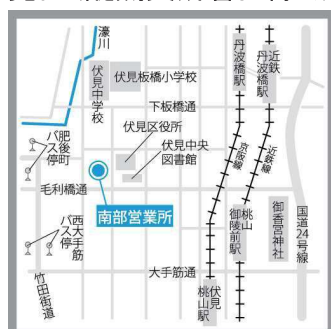 濠川
伏見中学校
伏見板橋小学校
丹波橋駅
近鉄
丹波橋駅
下板橋通
伏見区役所
伏見中央
図書館
肥後町
バス停
京阪線
近鉄線
毛利橋通
南部営業所
桃山
御陵前駅
御香宮神社
国道24号線
西大手筋
バス停
大手筋通
伏見
桃山駅
竹田街道